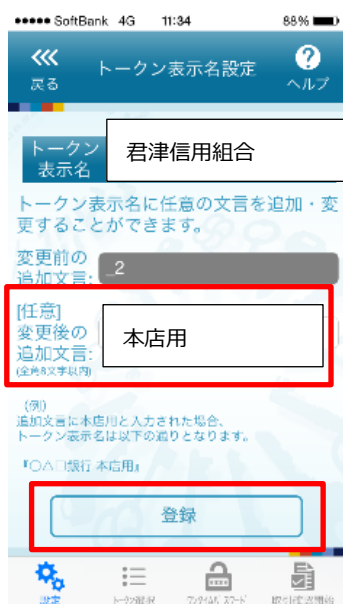 ●●●●● SoftBank 4G 11:34 88%
戻る
トークン表示名設定
?
ヘルプ
トークン
表示名
君津信用組合
トークン表示名に任意の文言を追加・変
更することができます。
変更前の
追加文言:
_2
[任意]
変更後の
追加文言:
(全角8文字以内)
本店用
(例)
追加文言に本店用と入力された場合、
トークン表示名は以下の通りとなります。
『〇△□銀行 本店用』
登録
設定
トークン選択
ワンタイムパスワード